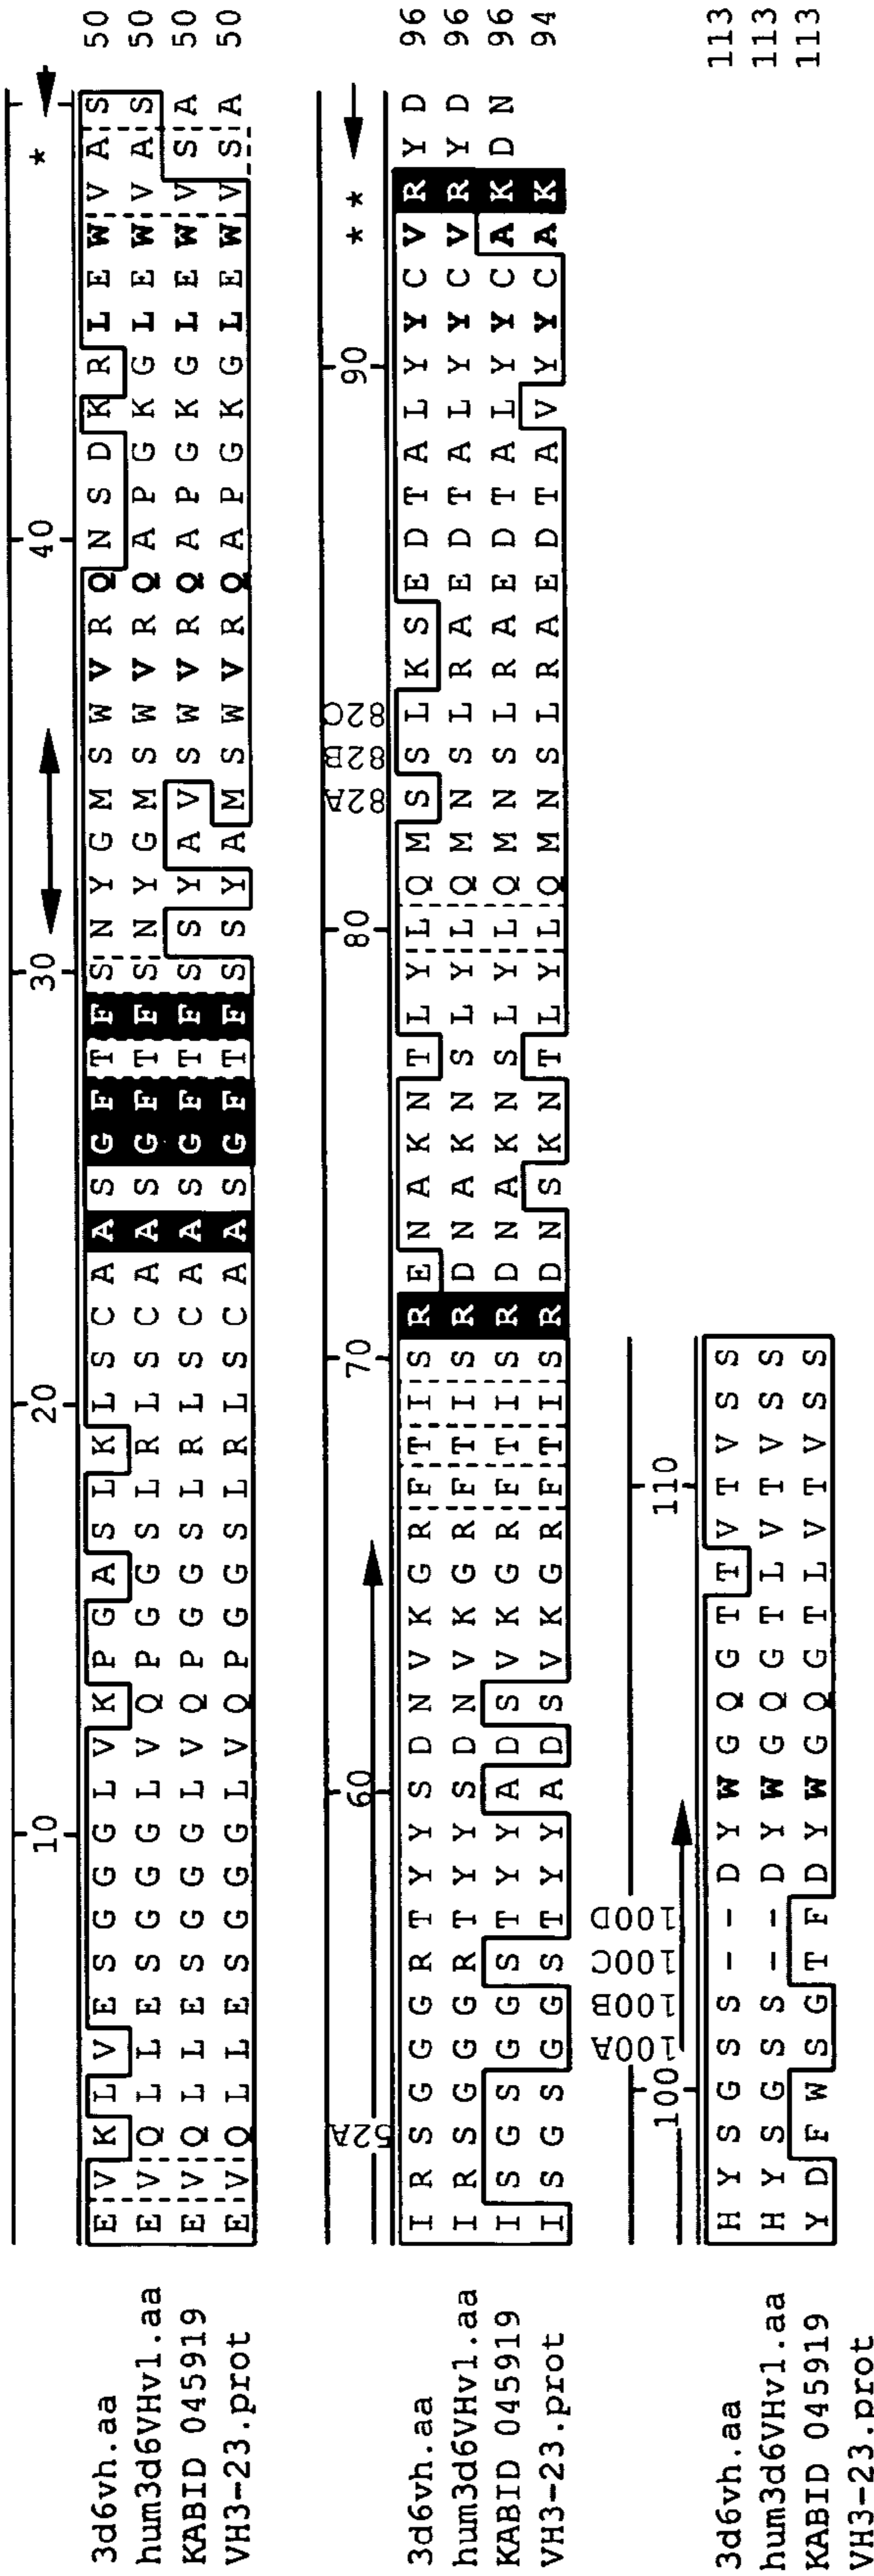 10 20 30 40 *
3d6vh.aa E V K L V E S G G G L V K P G A S L K L S C A A S G F T F S N Y G M S W V R Q N S D K R L E W V A S 50
hum3d6VHv1.aa E V Q L L E S G G G L V Q P G G S L R L S C A A S G F T F S N Y G M S W V R Q A P G K G L E W V A S 50
KABID 045919 E V Q L L E S G G G L V Q P G G S L R L S C A A S G F T F S S Y A V S W V R Q A P G K G L E W V S A 50
VH3-23.prot E V Q L L E S G G G L V Q P G G S L R L S C A A S G F T F S S Y A M S W V R Q A P G K G L E W V S A 50
52A 60 70 80 82A 82B 82C 90 * *
3d6vh.aa I R S G G G R T Y Y S D N V K G R F T I S R E N A K N T L Y L Q M S S L K S E D T A L Y Y C V R Y D 96
hum3d6VHv1.aa I R S G G G R T Y Y S D N V K G R F T I S R D N A K N S L Y L Q M N S L R A E D T A L Y Y C V R Y D 96
KABID 045919 I S G S G G S T Y Y A D S V K G R F T I S R D N A K N S L Y L Q M N S L R A E D T A L Y Y C A K D N 96
VH3-23.prot I S G S G G S T Y Y A D S V K G R F T I S R D N S K N T L Y L Q M N S L R A E D T A V Y Y C A K 94
100 100A 100B 100C 100D 110
3d6vh.aa H Y S G S S - - D Y W G Q G T T V T V S S 113
hum3d6VHv1.aa H Y S G S S - - D Y W G Q G T L V T V S S 113
KABID 045919 Y D F W S G T F D Y W G Q G T L V T V S S 113
VH3-23.prot